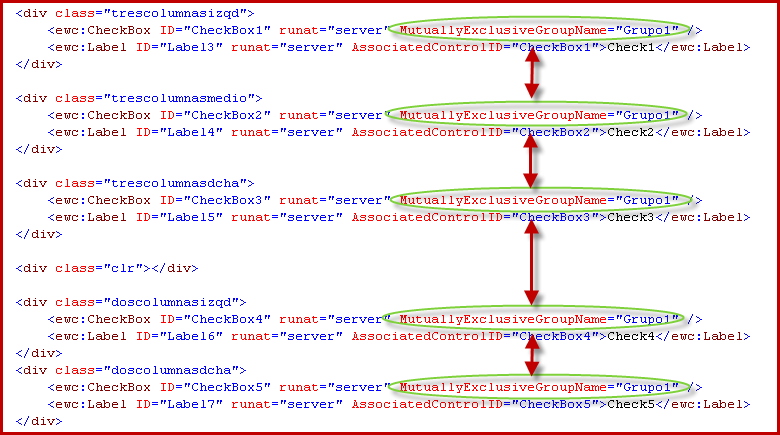 <div class="trescolumnasizqd">
<ewc:CheckBox ID="CheckBox1" runat="server" MutuallyExclusiveGroupName="Grupo1" />
<ewc:Label ID="Label3" runat="server" AssociatedControlID="CheckBox1">Check1</ewc:Label>
</div>
<div class="trescolumnasmedio">
<ewc:CheckBox ID="CheckBox2" runat="server" MutuallyExclusiveGroupName="Grupo1" />
<ewc:Label ID="Label4" runat="server" AssociatedControlID="CheckBox2">Check2</ewc:Label>
</div>
<div class="trescolumnasdcha">
<ewc:CheckBox ID="CheckBox3" runat="server" MutuallyExclusiveGroupName="Grupo1" />
<ewc:Label ID="Label5" runat="server" AssociatedControlID="CheckBox3">Check3</ewc:Label>
</div>
<div class="clr"></div>
<div class="doscolumnasizqd">
<ewc:CheckBox ID="CheckBox4" runat="server" MutuallyExclusiveGroupName="Grupo1" />
<ewc:Label ID="Label6" runat="server" AssociatedControlID="CheckBox4">Check4</ewc:Label>
</div>
<div class="doscolumnasdcha">
<ewc:CheckBox ID="CheckBox5" runat="server" MutuallyExclusiveGroupName="Grupo1" />
<ewc:Label ID="Label7" runat="server" AssociatedControlID="CheckBox5">Check5</ewc:Label>
</div>